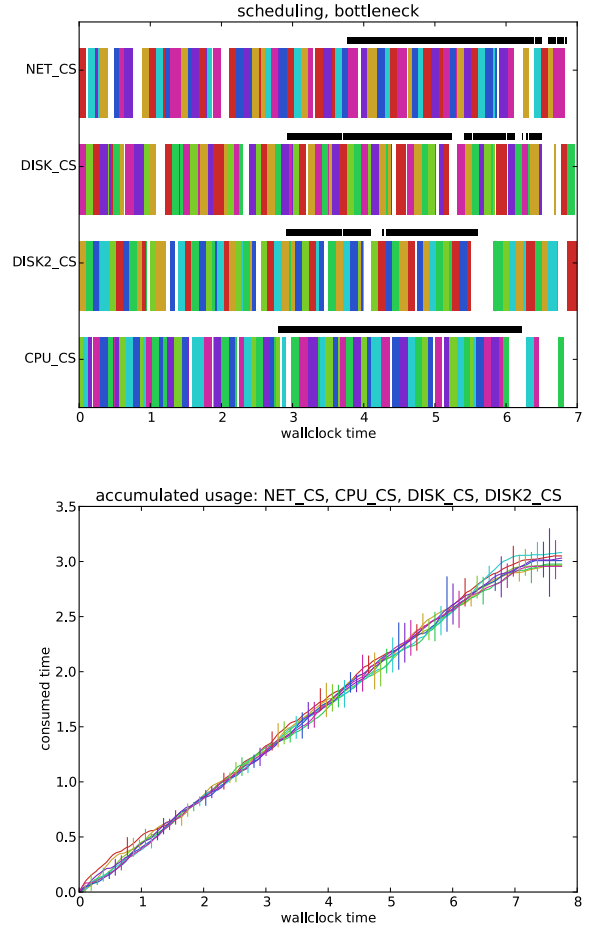 scheduling, bottleneck
NET_CS
DISK_CS
DISK2_CS
CPU_CS
0 1 2 3 4 5 6 7
wallclock time
accumulated usage: NET_CS, CPU_CS, DISK_CS, DISK2_CS
3.5
3.0
2.5
2.0
1.5
1.0
0.5
0.0
consumed time
0 1 2 3 4 5 6 7 8
wallclock time